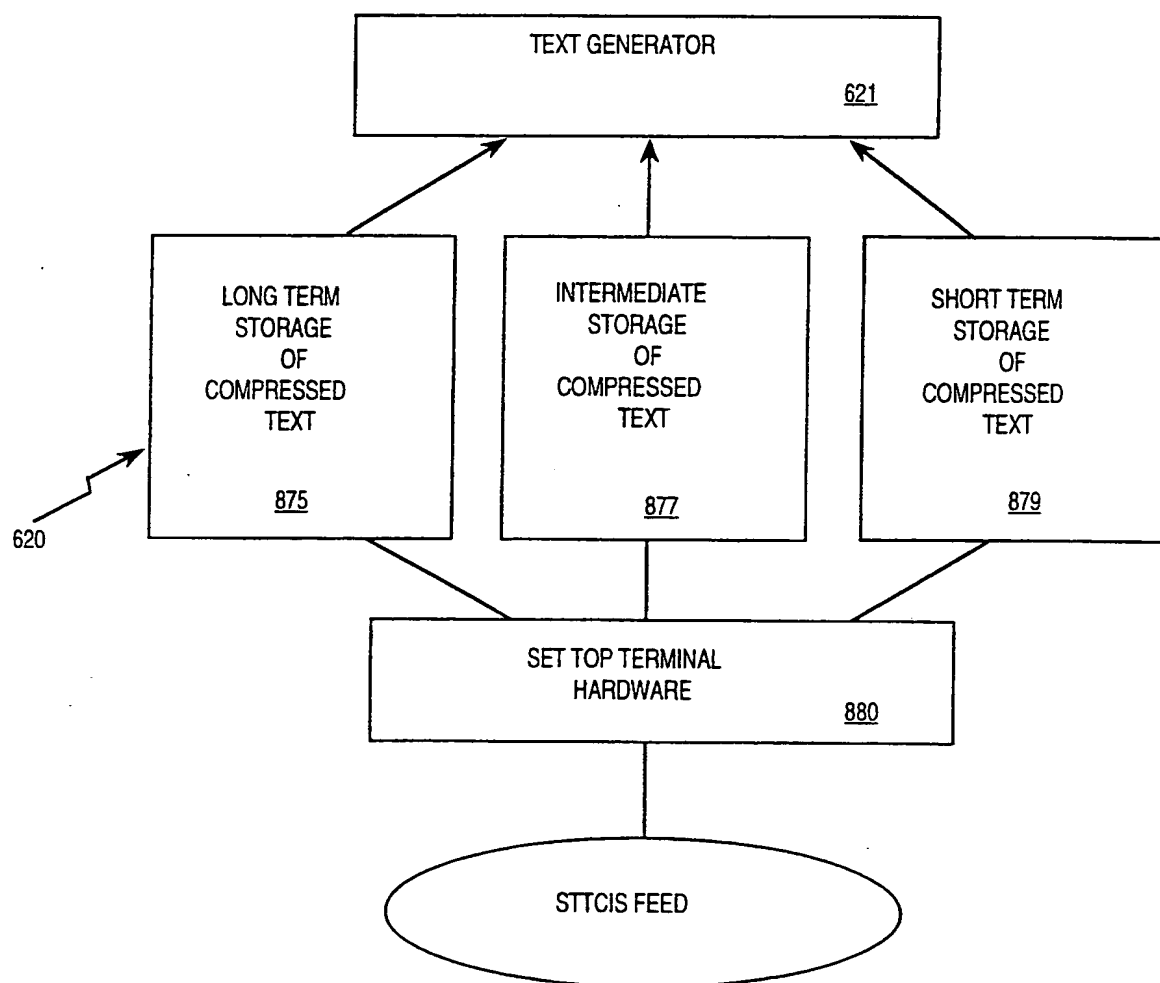 TEXT GENERATOR
621
LONG TERM
STORAGE
OF
COMPRESSED
TEXT
875
INTERMEDIATE
STORAGE
OF
COMPRESSED
TEXT
877
SHORT TERM
STORAGE
OF
COMPRESSED
TEXT
879
620
SET TOP TERMINAL
HARDWARE
880
STTCIS FEED